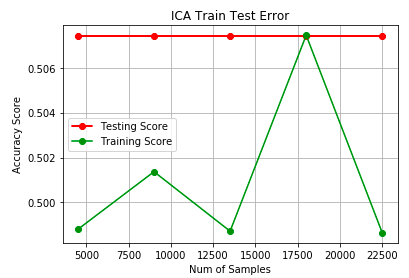 ICA Train Test Error
Accuracy Score
0.506
0.504
0.502
0.500
Testing Score
Training Score
5000 7500 10000 12500 15000 17500 20000 22500
Num of Samples